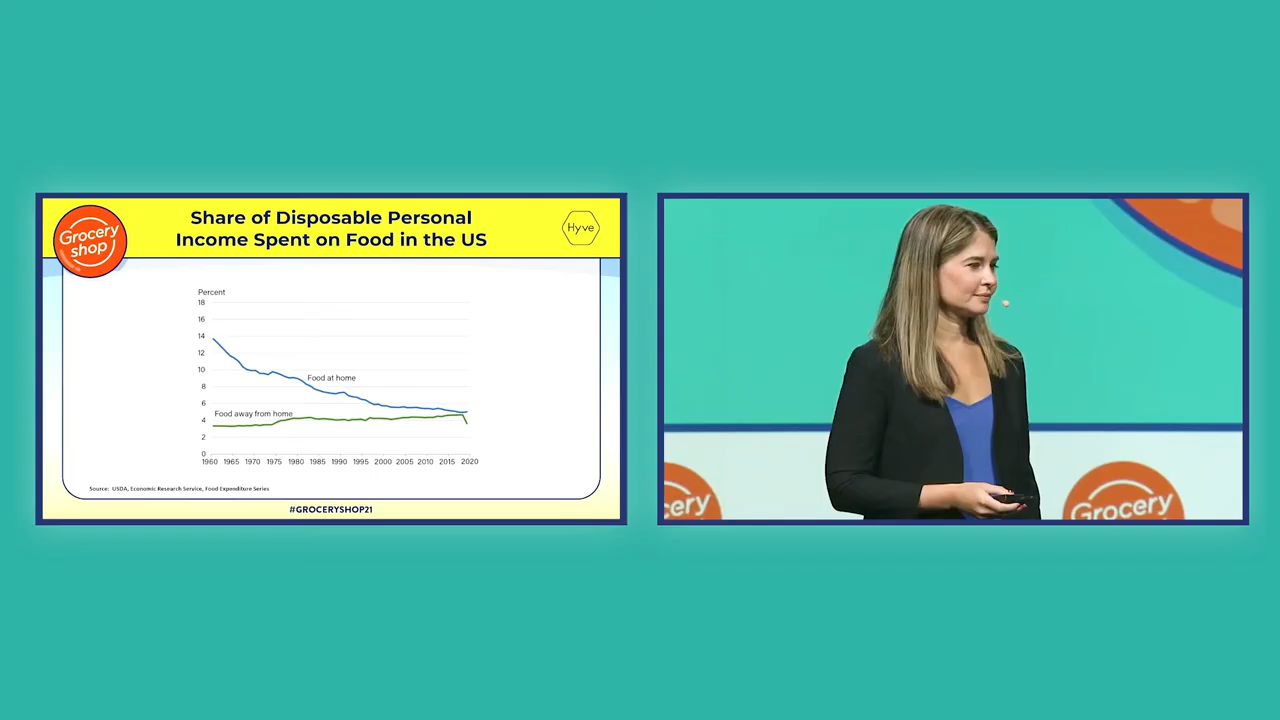 Grocery
shop
Share of Disposable Personal
Income Spent on Food in the US
Hyve
Percent
18
16
14
12
10
8
6
4
2
0
Food at home
Food away from home
1960 1965 1970 1975 1980 1985 1990 1995 2000 2005 2010 2015 2020
Source: USDA, Economic Research Service, Food Expenditure Series
#GROCERYSHOP21
Grocery
Grocery